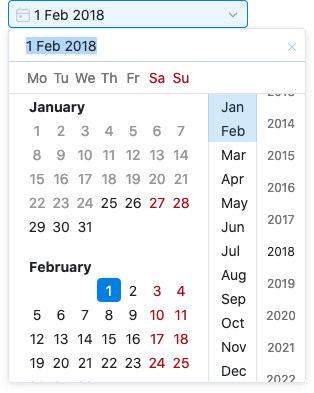 1 Feb 2018
1 Feb 2018
Mo Tu We Th Fr Sa Su
January
1 2 3 4 5 6 7
8 9 10 11 12 13 14
15 16 17 18 19 20 21
22 23 24 25 26 27 28
29 30 31
February
1 2 3 4
5 6 7 8 9 10 11
12 13 14 15 16 17 18
19 20 21 22 23 24 25
Jan
Feb
Mar
Apr
May
Jun
Jul
Aug
Sep
Oct
Nov
Dec
2014
2015
2016
2017
2018
2019
2020
2021
2022